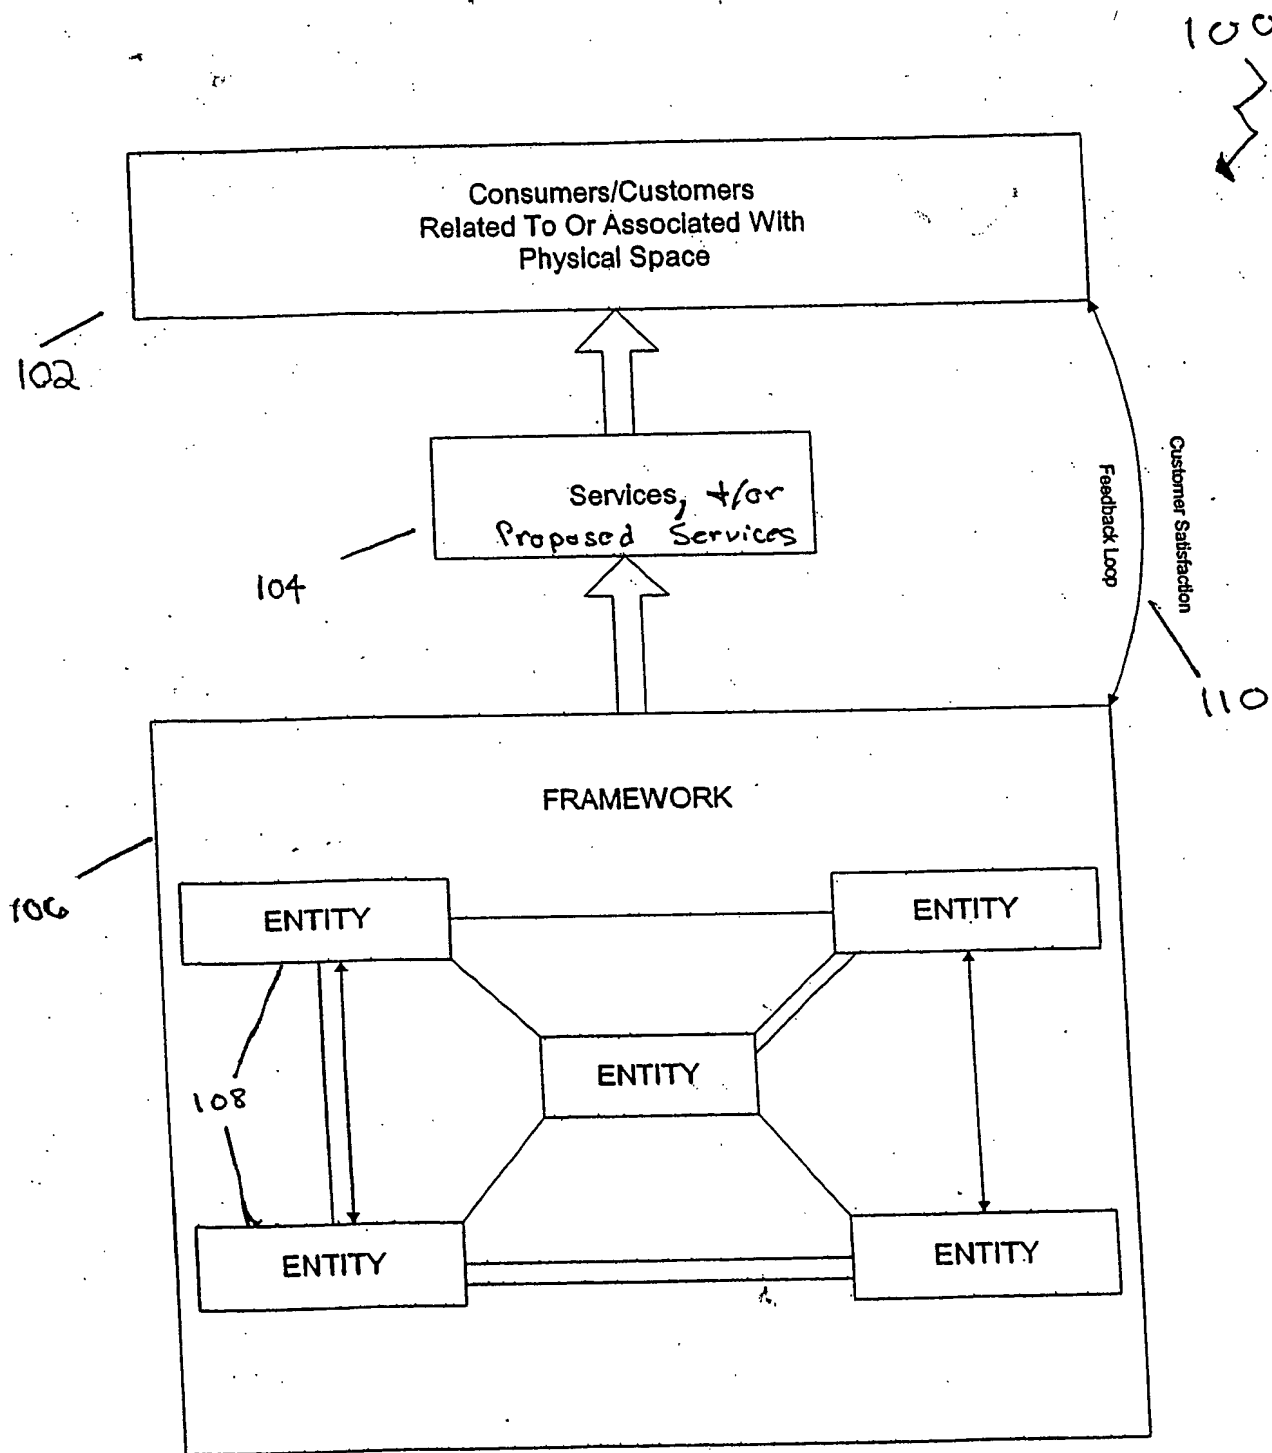 100
Consumers/Customers
Related To Or Associated With
Physical Space
102
Services, +/or
Proposed Services
104
Customer Satisfaction
Feedback Loop
110
FRAMEWORK
106
ENTITY
ENTITY
ENTITY
108
ENTITY
ENTITY